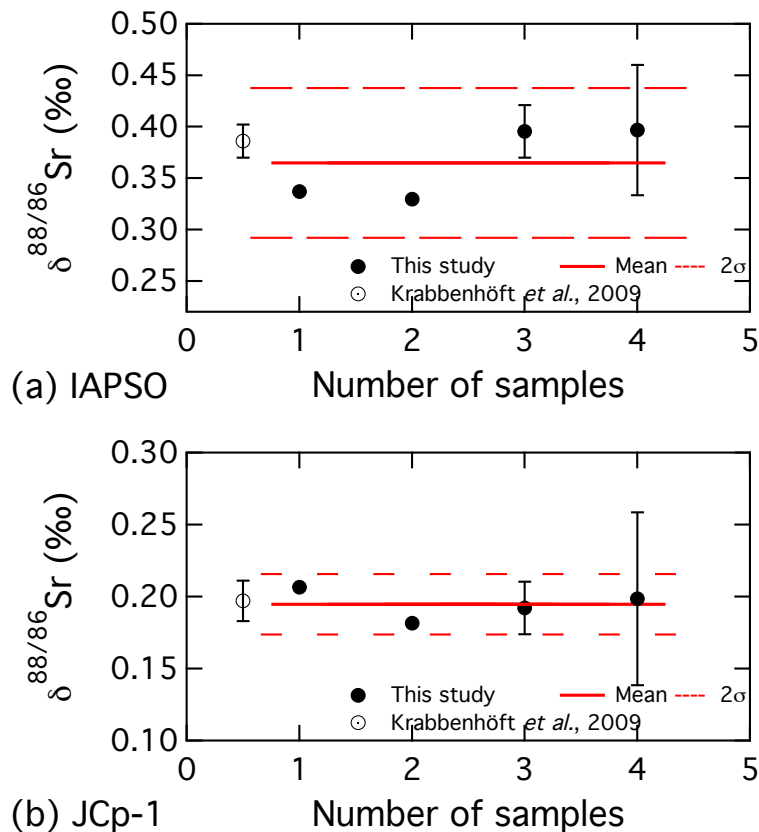 0.50
0.45
0.40
0.35
0.30
0.25
δ88/86Sr (‰)
This study Mean 2σ
Krabbenhöft et al., 2009
0 1 2 3 4 5
(a) IAPSO Number of samples
0.30
0.25
0.20
0.15
0.10
δ88/86Sr (‰)
This study Mean 2σ
Krabbenhöft et al., 2009
0 1 2 3 4 5
(b) JCp-1 Number of samples